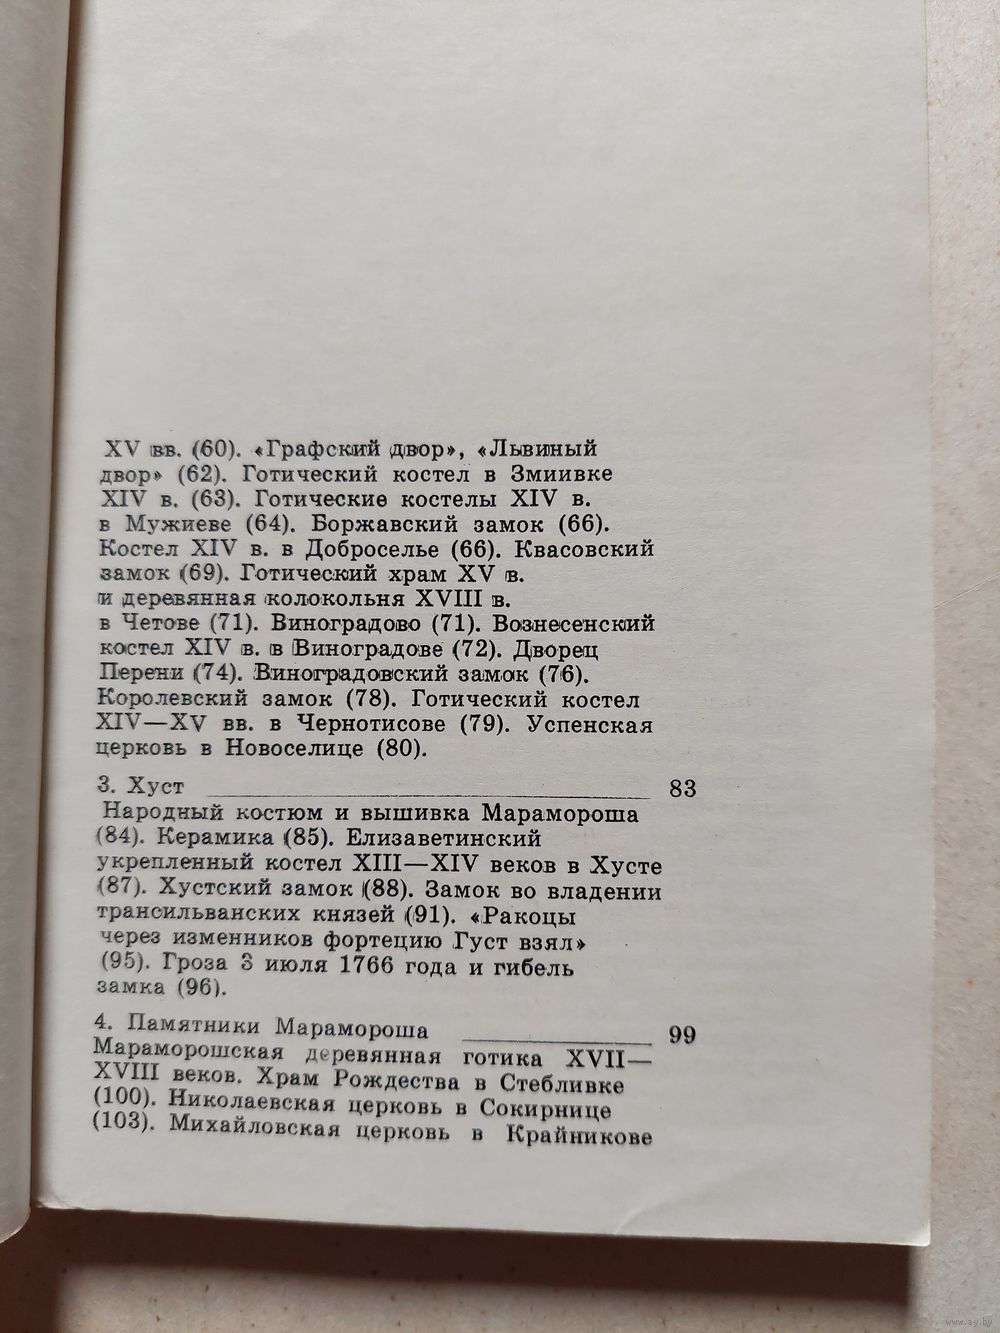 XV вв. (60). «Графский двор», «Львиный
двор» (62). Готический костел в Змиивке
XIV в. (63). Готические костелы XIV в.
в Мужиеве (64). Боржавский замок (66).
Костел XIV в. в Доброселье (66). Квасовский
замок (69). Готический храм XV в.
и деревянная колокольня XVIII в.
в Четове (71). Виноградово (71). Вознесенский
костел XIV в. в Виноградове (72). Дворец
Перени (74). Виноградовский замок (76).
Королевский замок (78). Готический костел
XIV—XV вв. в Чернотисове (79). Успенская
церковь в Новоселице (80).
3. Хуст 83
Народный костюм и вышивка Марамороша
(84). Керамика (85). Елизаветинский
укрепленный костел XIII—XIV веков в Хусте
(87). Хустский замок (88). Замок во владении
трансильванских князей (91). «Ракоцы
через изменников фортецию Густ взял»
(95). Гроза 3 июля 1766 года и гибель
замка (96).
4. Памятники Марамороша 99
Мараморошская деревянная готика XVII—
XVIII веков. Храм Рождества в Стебливке
(100). Николаевская церковь в Сокирнице
(103). Михайловская церковь в Крайникове
www.ay.by